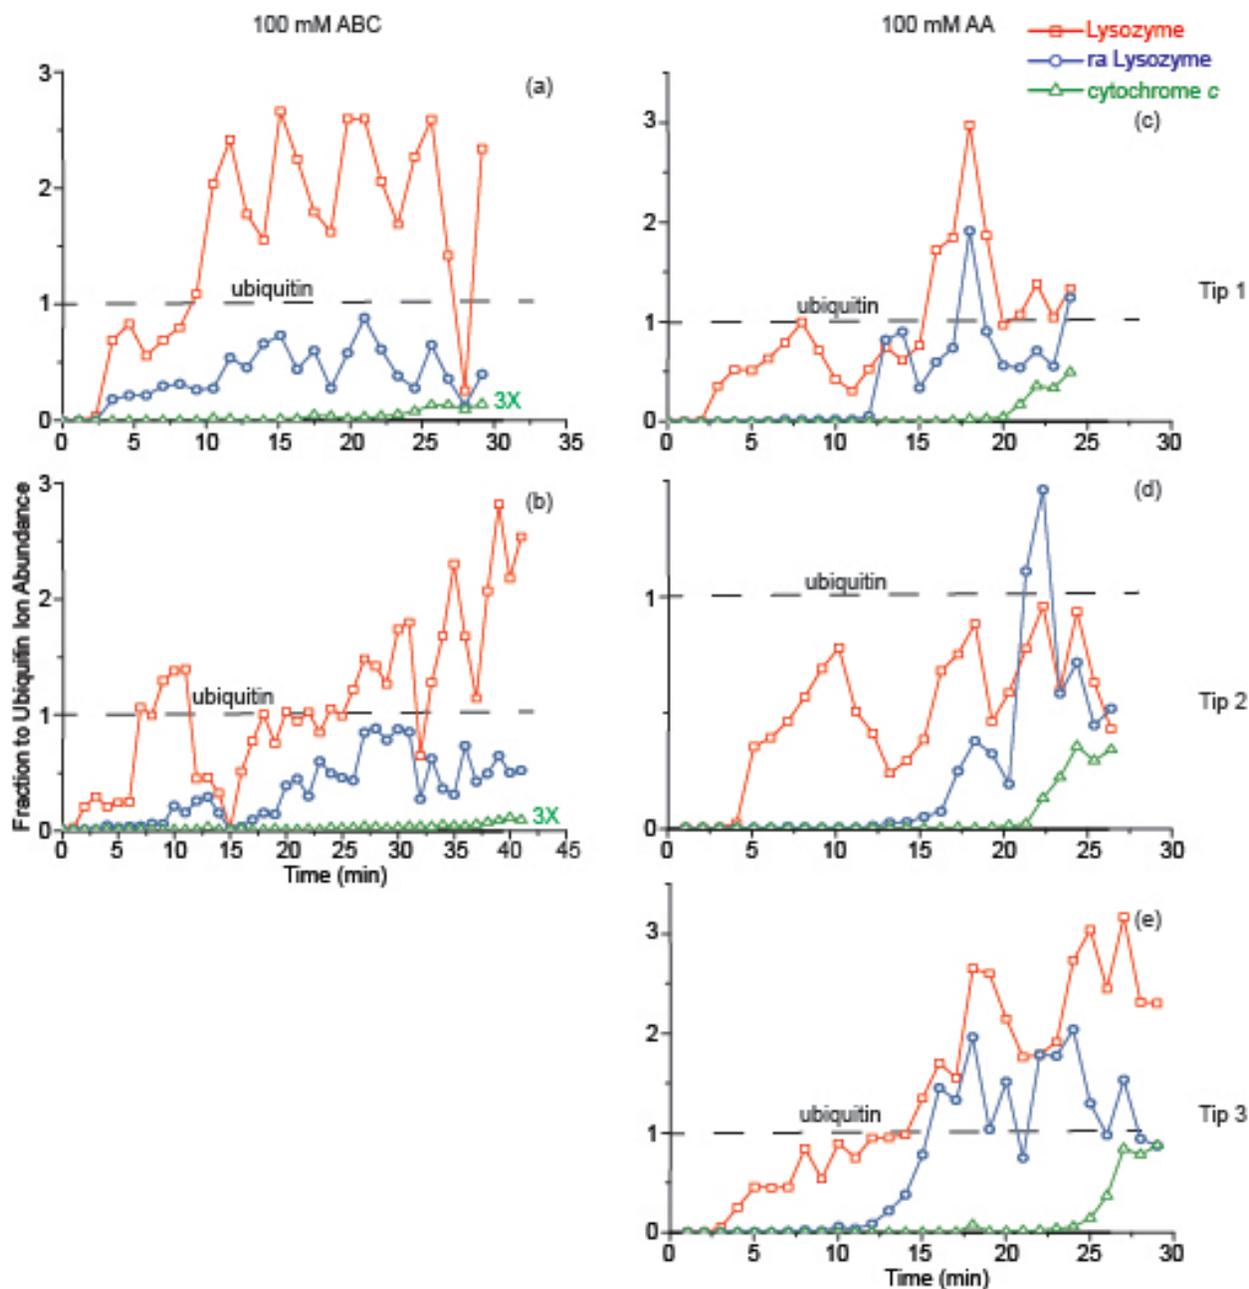 100 mM ABC
100 mM AA
Lysozyme
ra Lysozyme
cytochrome c
(a)
3
2
1
0
ubiquitin
3X
0 5 10 15 20 25 30 35
(c)
3
2
1
0
ubiquitin
0 5 10 15 20 25 30
Tip 1
Fraction to Ubiquitin Ion Abundance
(b)
3
2
1
0
ubiquitin
3X
0 5 10 15 20 25 30 35 40 45
Time (min)
(d)
1
0
ubiquitin
0 5 10 15 20 25 30
Tip 2
(e)
3
2
1
0
ubiquitin
0 5 10 15 20 25 30
Time (min)
Tip 3